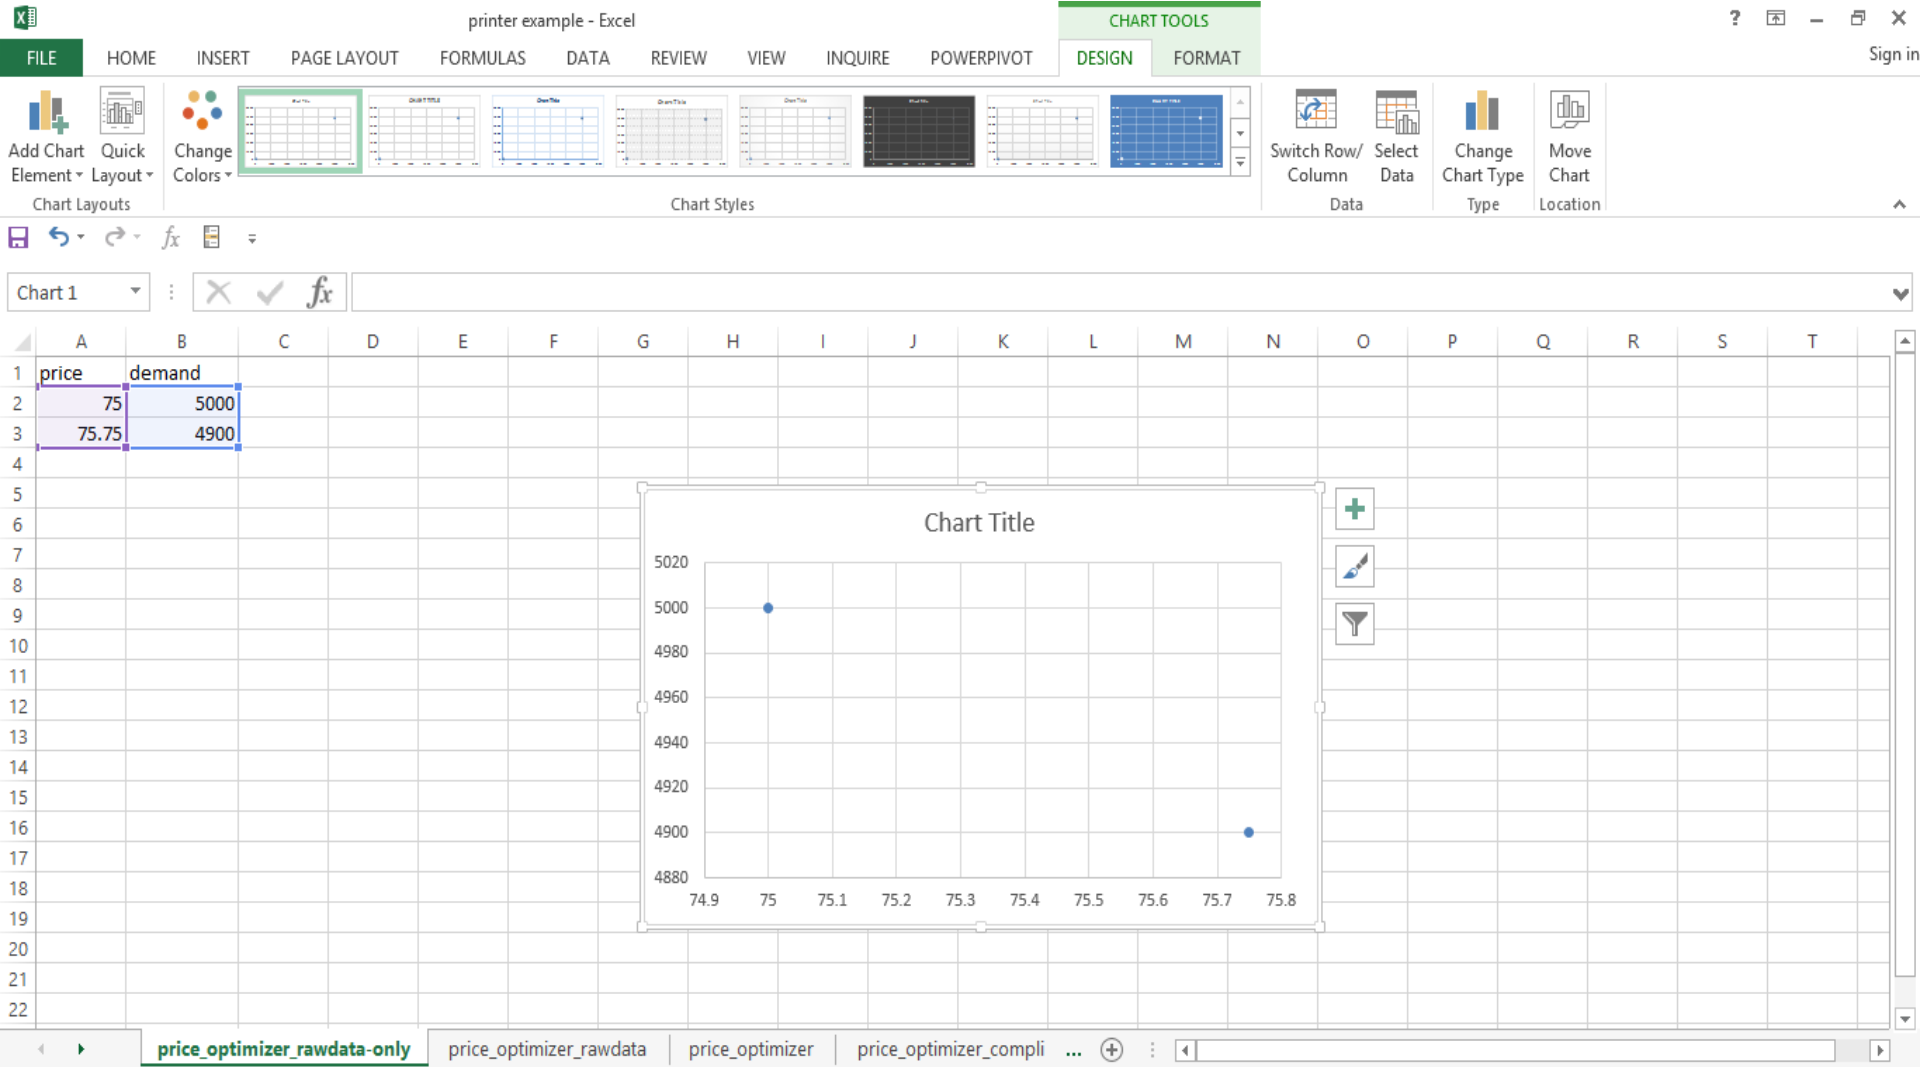 printer example - Excel
CHART TOOLS
?
Sign in
FILE HOME INSERT PAGE LAYOUT FORMULAS DATA REVIEW VIEW INQUIRE POWERPIVOT DESIGN FORMAT
Add Chart Element
Quick Layout
Change Colors
Switch Row/ Column
Select Data
Change Chart Type
Move Chart
Chart Layouts
Chart Styles
Data
Type
Location
fx
Chart 1
fx
A B C D E F G H I J K L M N O P Q R S T
1 price demand
2 75 5000
3 75.75 4900
4
5
6
7
8
9
10
11
12
13
14
15
16
17
18
19
20
21
22
Chart Title
5020
5000
4980
4960
4940
4920
4900
4880
74.9 75 75.1 75.2 75.3 75.4 75.5 75.6 75.7 75.8
price_optimizer_rawdata-only price_optimizer_rawdata price_optimizer price_optimizer_compli ...